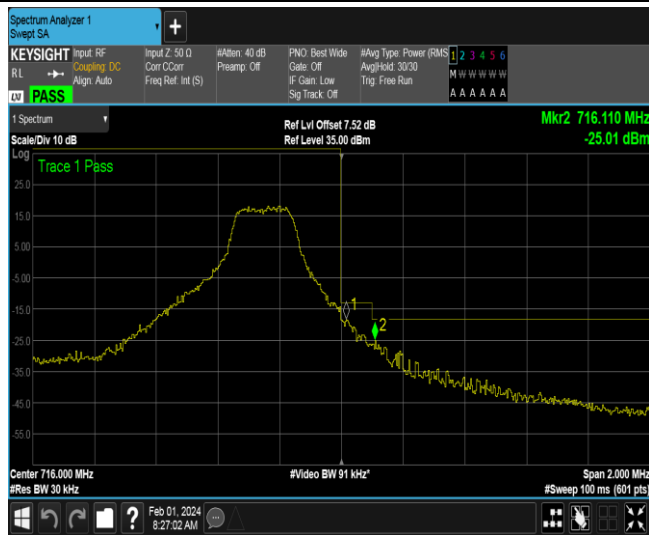 Spectrum Analyzer 1
Swept SA
+
KEYSIGHT
RL
PASS
Input: RF
Coupling: DC
Align: Auto
Input Z: 50 Ω
Corr CCorr
Freq Ref: Int (S)
#Atten: 40 dB
Preamp: Off
PNO: Best Wide
Gate: Off
IF Gain: Low
Sig Track: Off
#Avg Type: Power (RMS
Avg|Hold: 30/30
Trig: Free Run
1 2 3 4 5 6
M W W W W W
A A A A A A
1 Spectrum
Scale/Div 10 dB
Ref Lvl Offset 7.52 dB
Ref Level 35.00 dBm
Mkr2 716.110 MHz
-25.01 dBm
Log
Trace 1 Pass
25.0
15.0
5.00
-5.00
-15.0
-25.0
-35.0
-45.0
-55.0
1
2
Center 716.000 MHz
#Res BW 30 kHz
#Video BW 91 kHz*
Span 2.000 MHz
#Sweep 100 ms (601 pts)
?
Feb 01, 2024
8:27:02 AM